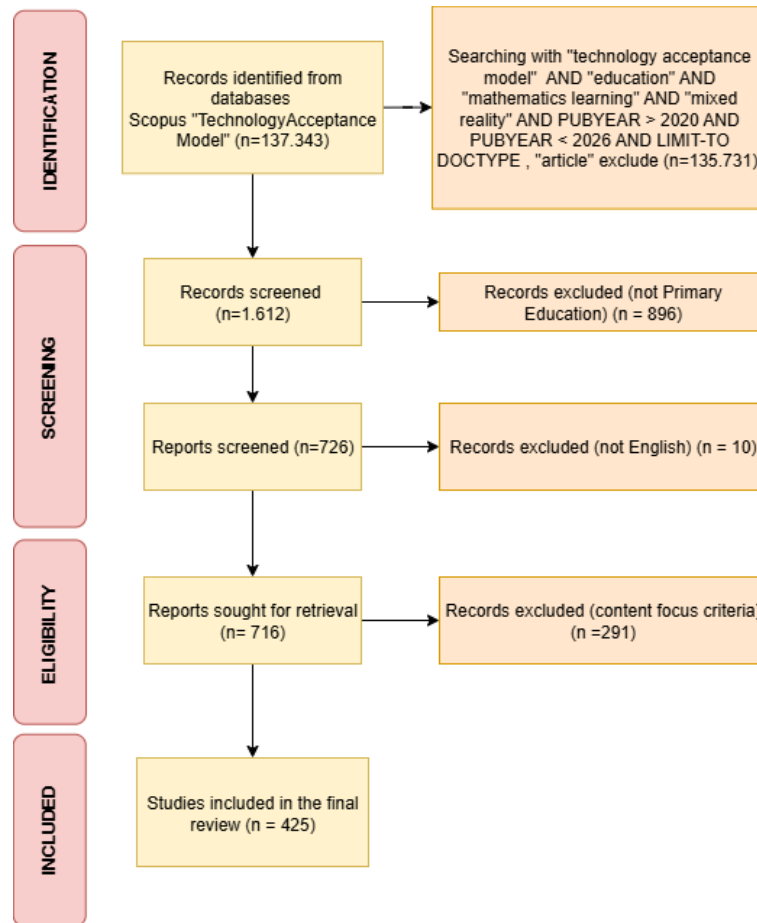 IDENTIFICATION
Records identified from
databases
Scopus "TechnologyAcceptance
Model" (n=137.343)
Searching with "technology acceptance
model"  AND "education" AND
"mathematics learning" AND "mixed
reality" AND PUBYEAR > 2020 AND
PUBYEAR < 2026 AND LIMIT-TO
DOCTYPE , "article" exclude (n=135.731)
SCREENING
Records screened
(n=1.612)
Records excluded (not Primary
Education) (n = 896)
Reports screened (n=726)
Records excluded (not English) (n = 10)
ELIGIBILITY
Reports sought for retrieval
(n= 716)
Records excluded (content focus criteria)
(n =291)
INCLUDED
Studies included in the final
review (n = 425)